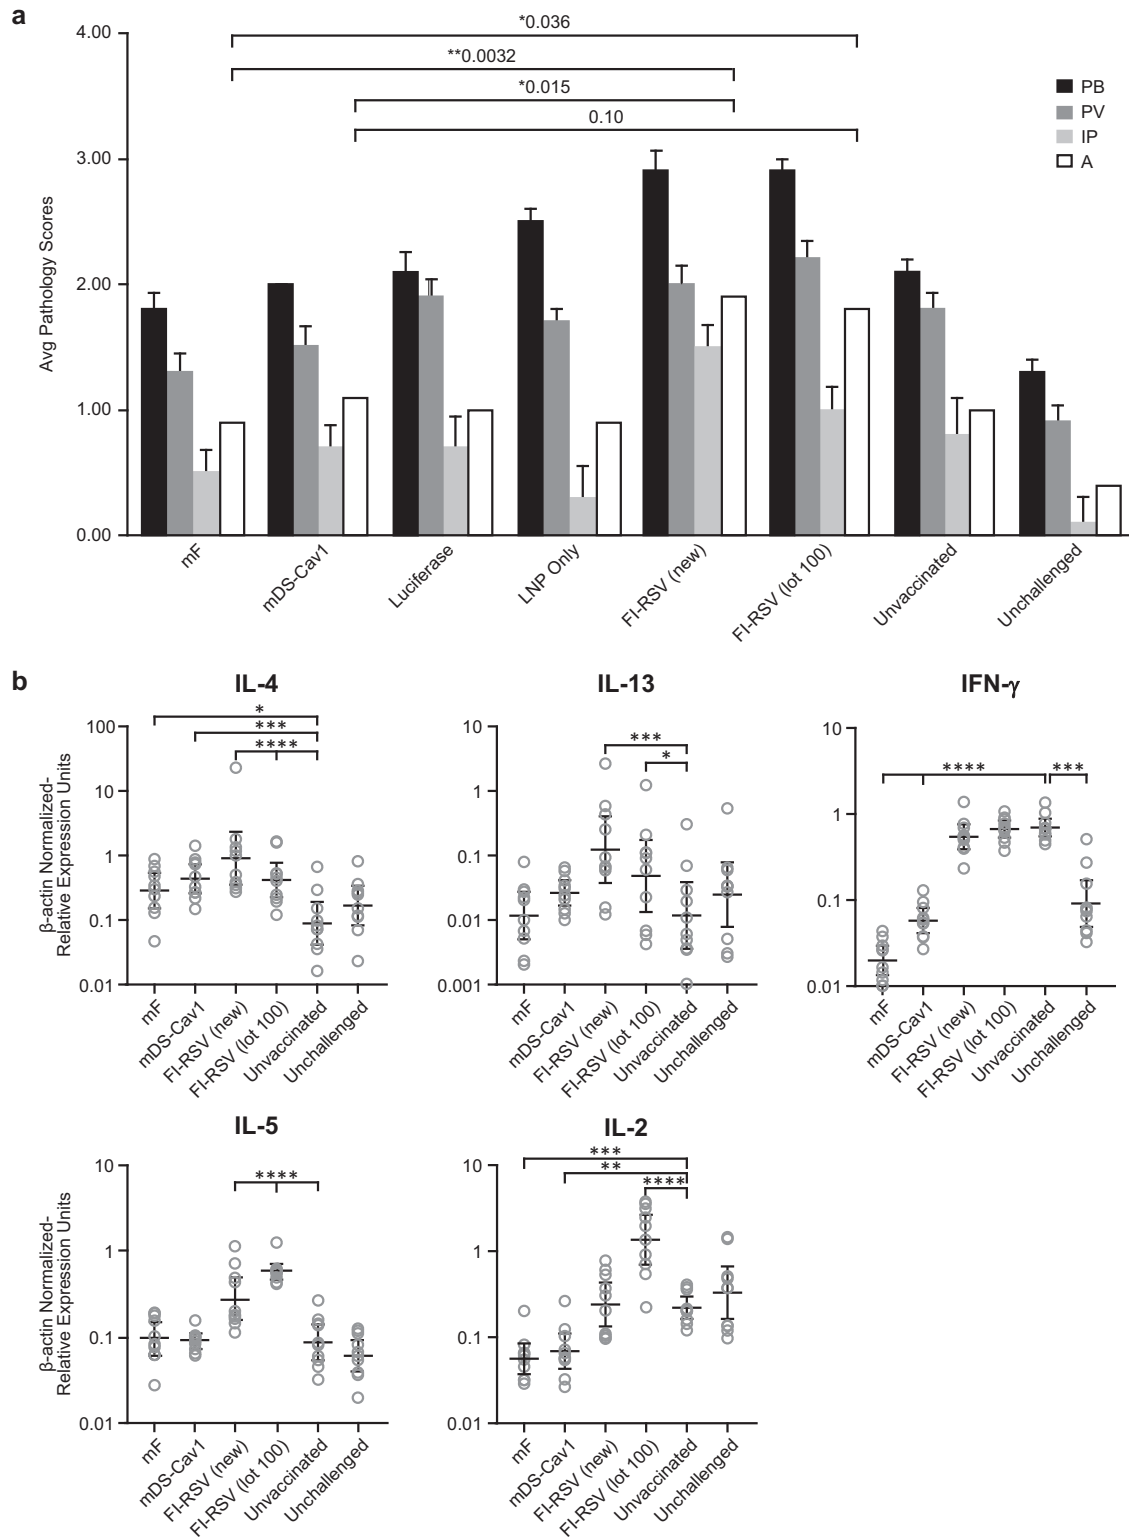 a
*0.036
**0.0032
*0.015
0.10
PB
PV
IP
A
Avg Pathology Scores
4.00
3.00
2.00
1.00
0.00
mF
mDS-Cav1
Luciferase
LNP Only
FI-RSV (new)
FI-RSV (lot 100)
Unvaccinated
Unchallenged
b
IL-4
β-actin Normalized-
Relative Expression Units
100
10
1
0.1
0.01
*
***
****
mF
mDS-Cav1
FI-RSV (new)
FI-RSV (lot 100)
Unvaccinated
Unchallenged
IL-13
10
1
0.1
0.01
0.001
***
*
mF
mDS-Cav1
FI-RSV (new)
FI-RSV (lot 100)
Unvaccinated
Unchallenged
IFN-γ
10
1
0.1
0.01
****
***
mF
mDS-Cav1
FI-RSV (new)
FI-RSV (lot 100)
Unvaccinated
Unchallenged
IL-5
β-actin Normalized-
Relative Expression Units
10
1
0.1
0.01
****
mF
mDS-Cav1
FI-RSV (new)
FI-RSV (lot 100)
Unvaccinated
Unchallenged
IL-2
10
1
0.1
0.01
***
**
****
mF
mDS-Cav1
FI-RSV (new)
FI-RSV (lot 100)
Unvaccinated
Unchallenged